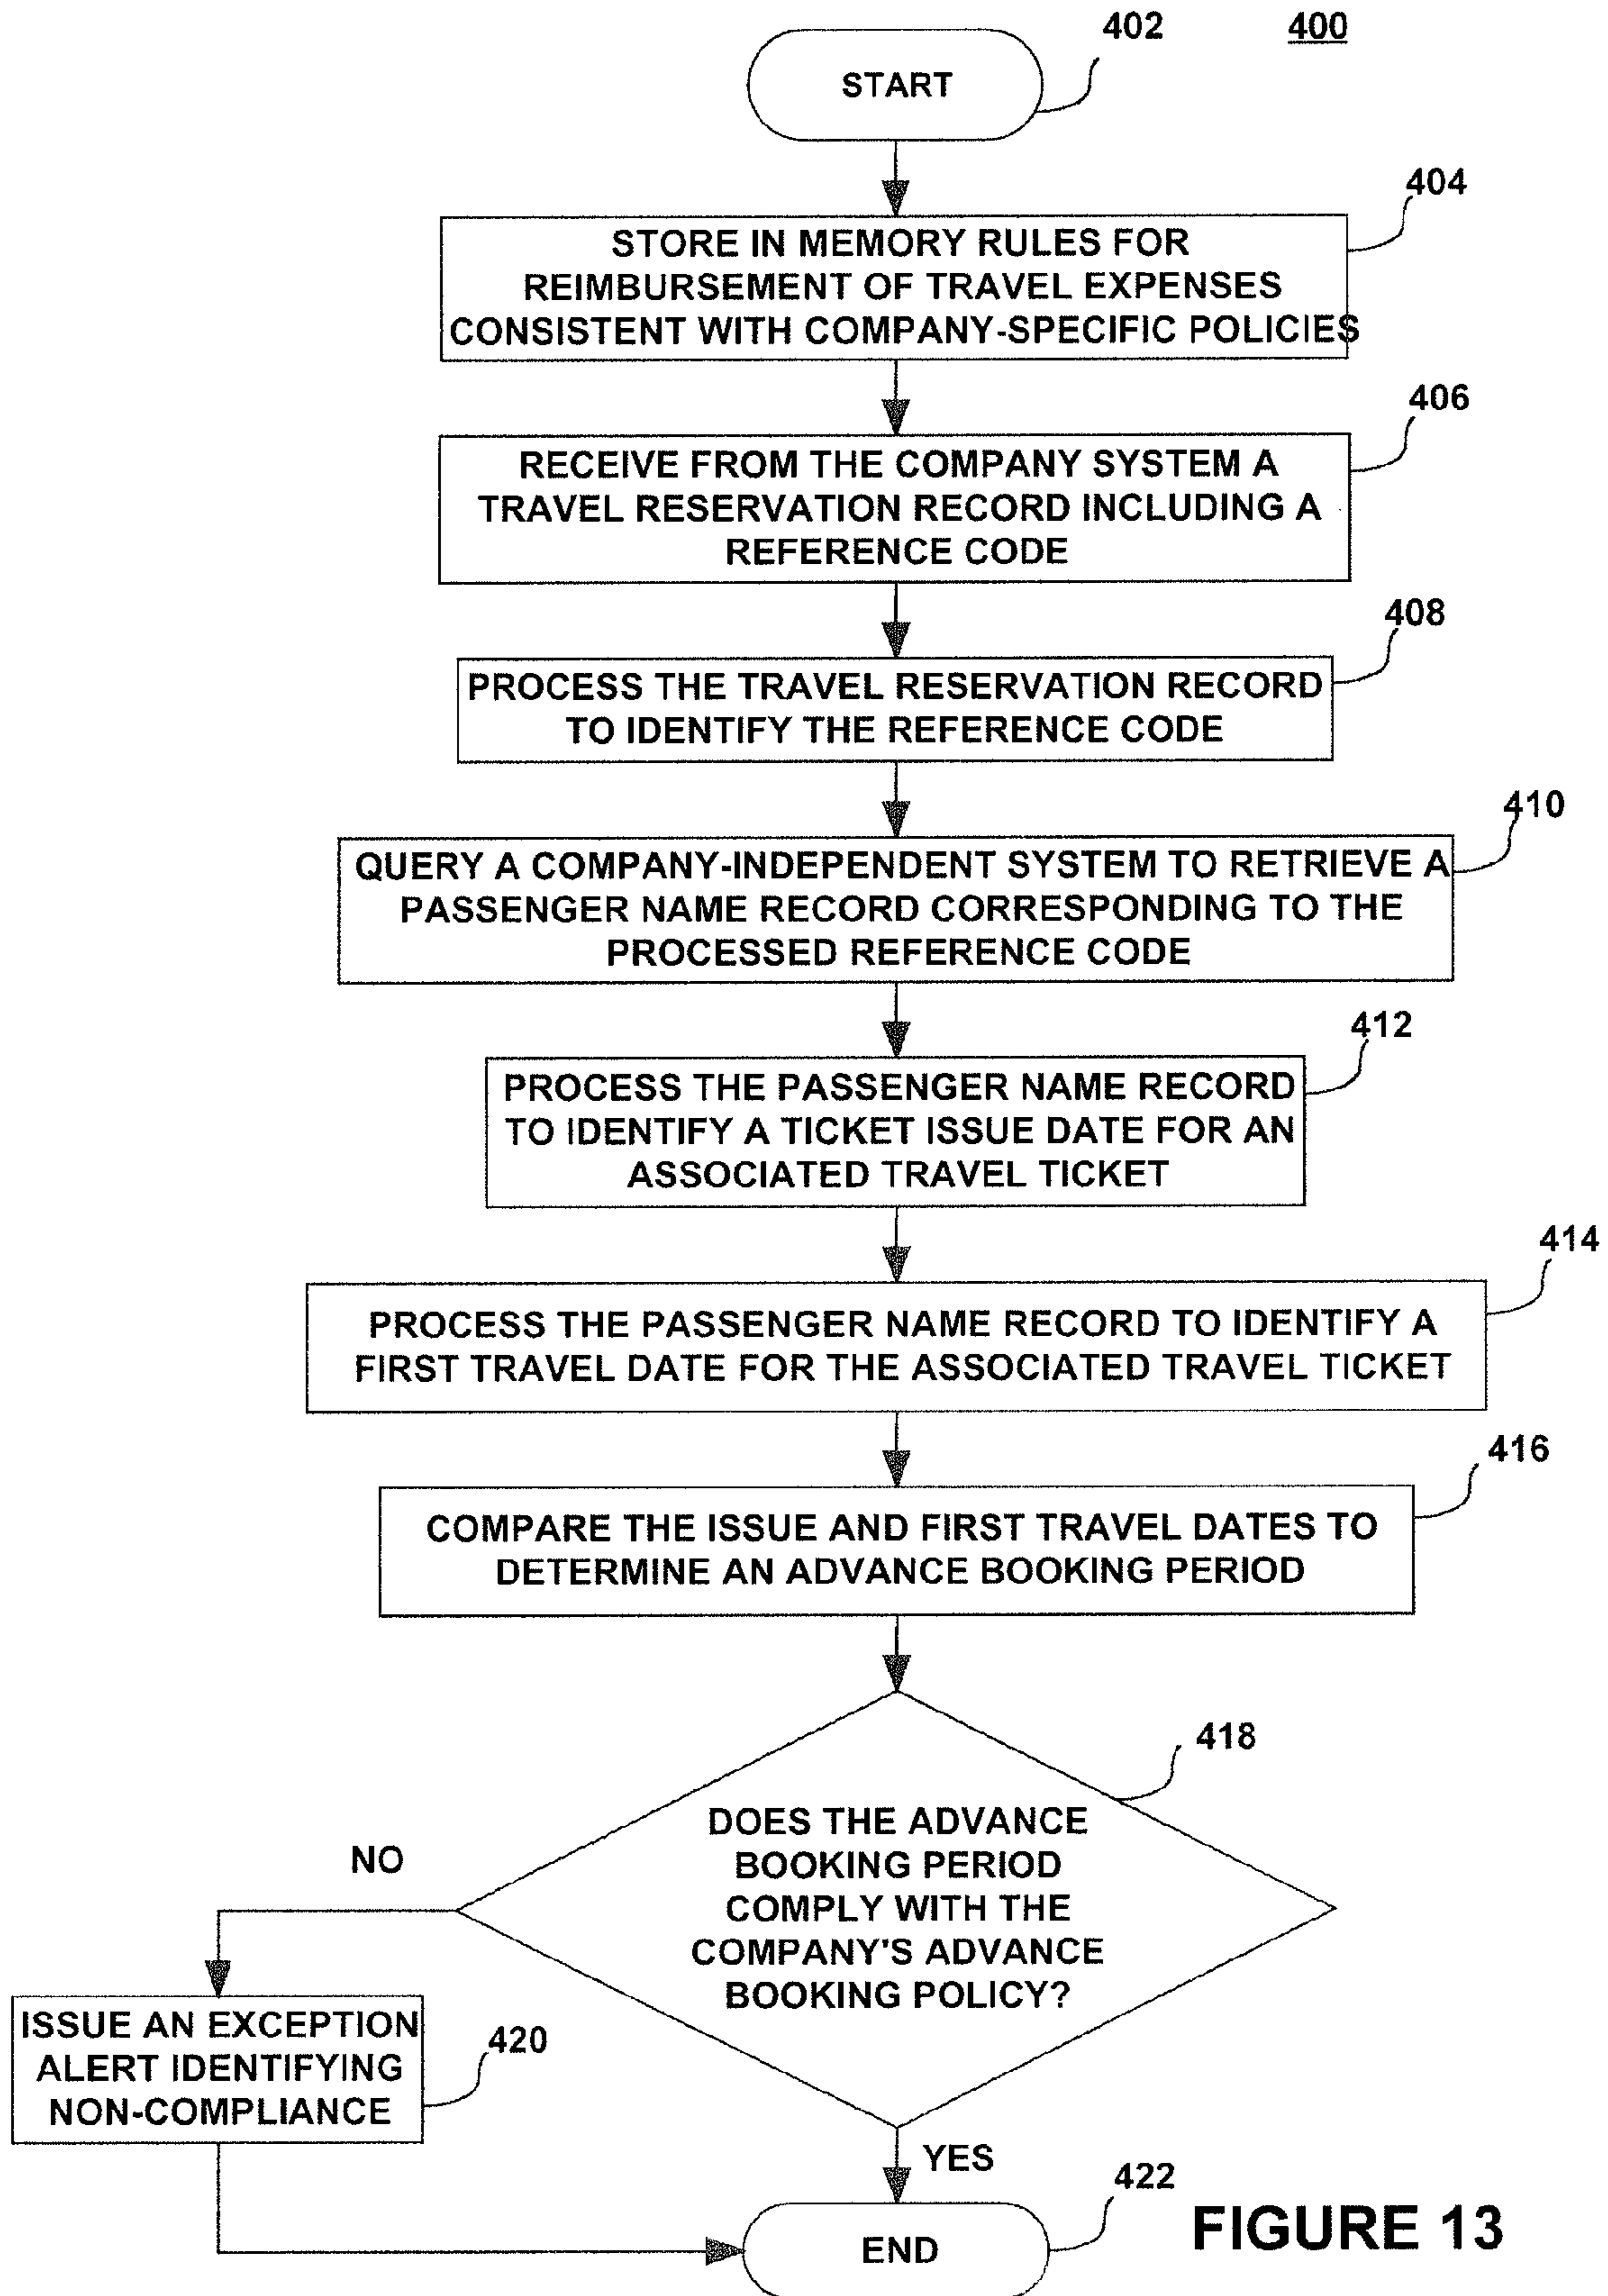 400
402
START
404
STORE IN MEMORY RULES FOR
REIMBURSEMENT OF TRAVEL EXPENSES
CONSISTENT WITH COMPANY-SPECIFIC POLICIES
406
RECEIVE FROM THE COMPANY SYSTEM A
TRAVEL RESERVATION RECORD INCLUDING A
REFERENCE CODE
408
PROCESS THE TRAVEL RESERVATION RECORD
TO IDENTIFY THE REFERENCE CODE
410
QUERY A COMPANY-INDEPENDENT SYSTEM TO RETRIEVE A
PASSENGER NAME RECORD CORRESPONDING TO THE
PROCESSED REFERENCE CODE
412
PROCESS THE PASSENGER NAME RECORD
TO IDENTIFY A TICKET ISSUE DATE FOR AN
ASSOCIATED TRAVEL TICKET
414
PROCESS THE PASSENGER NAME RECORD TO IDENTIFY A
FIRST TRAVEL DATE FOR THE ASSOCIATED TRAVEL TICKET
416
COMPARE THE ISSUE AND FIRST TRAVEL DATES TO
DETERMINE AN ADVANCE BOOKING PERIOD
418
DOES THE ADVANCE
BOOKING PERIOD
COMPLY WITH THE
COMPANY'S ADVANCE
BOOKING POLICY?
NO
ISSUE AN EXCEPTION
ALERT IDENTIFYING
NON-COMPLIANCE
420
YES
422
END
FIGURE 13